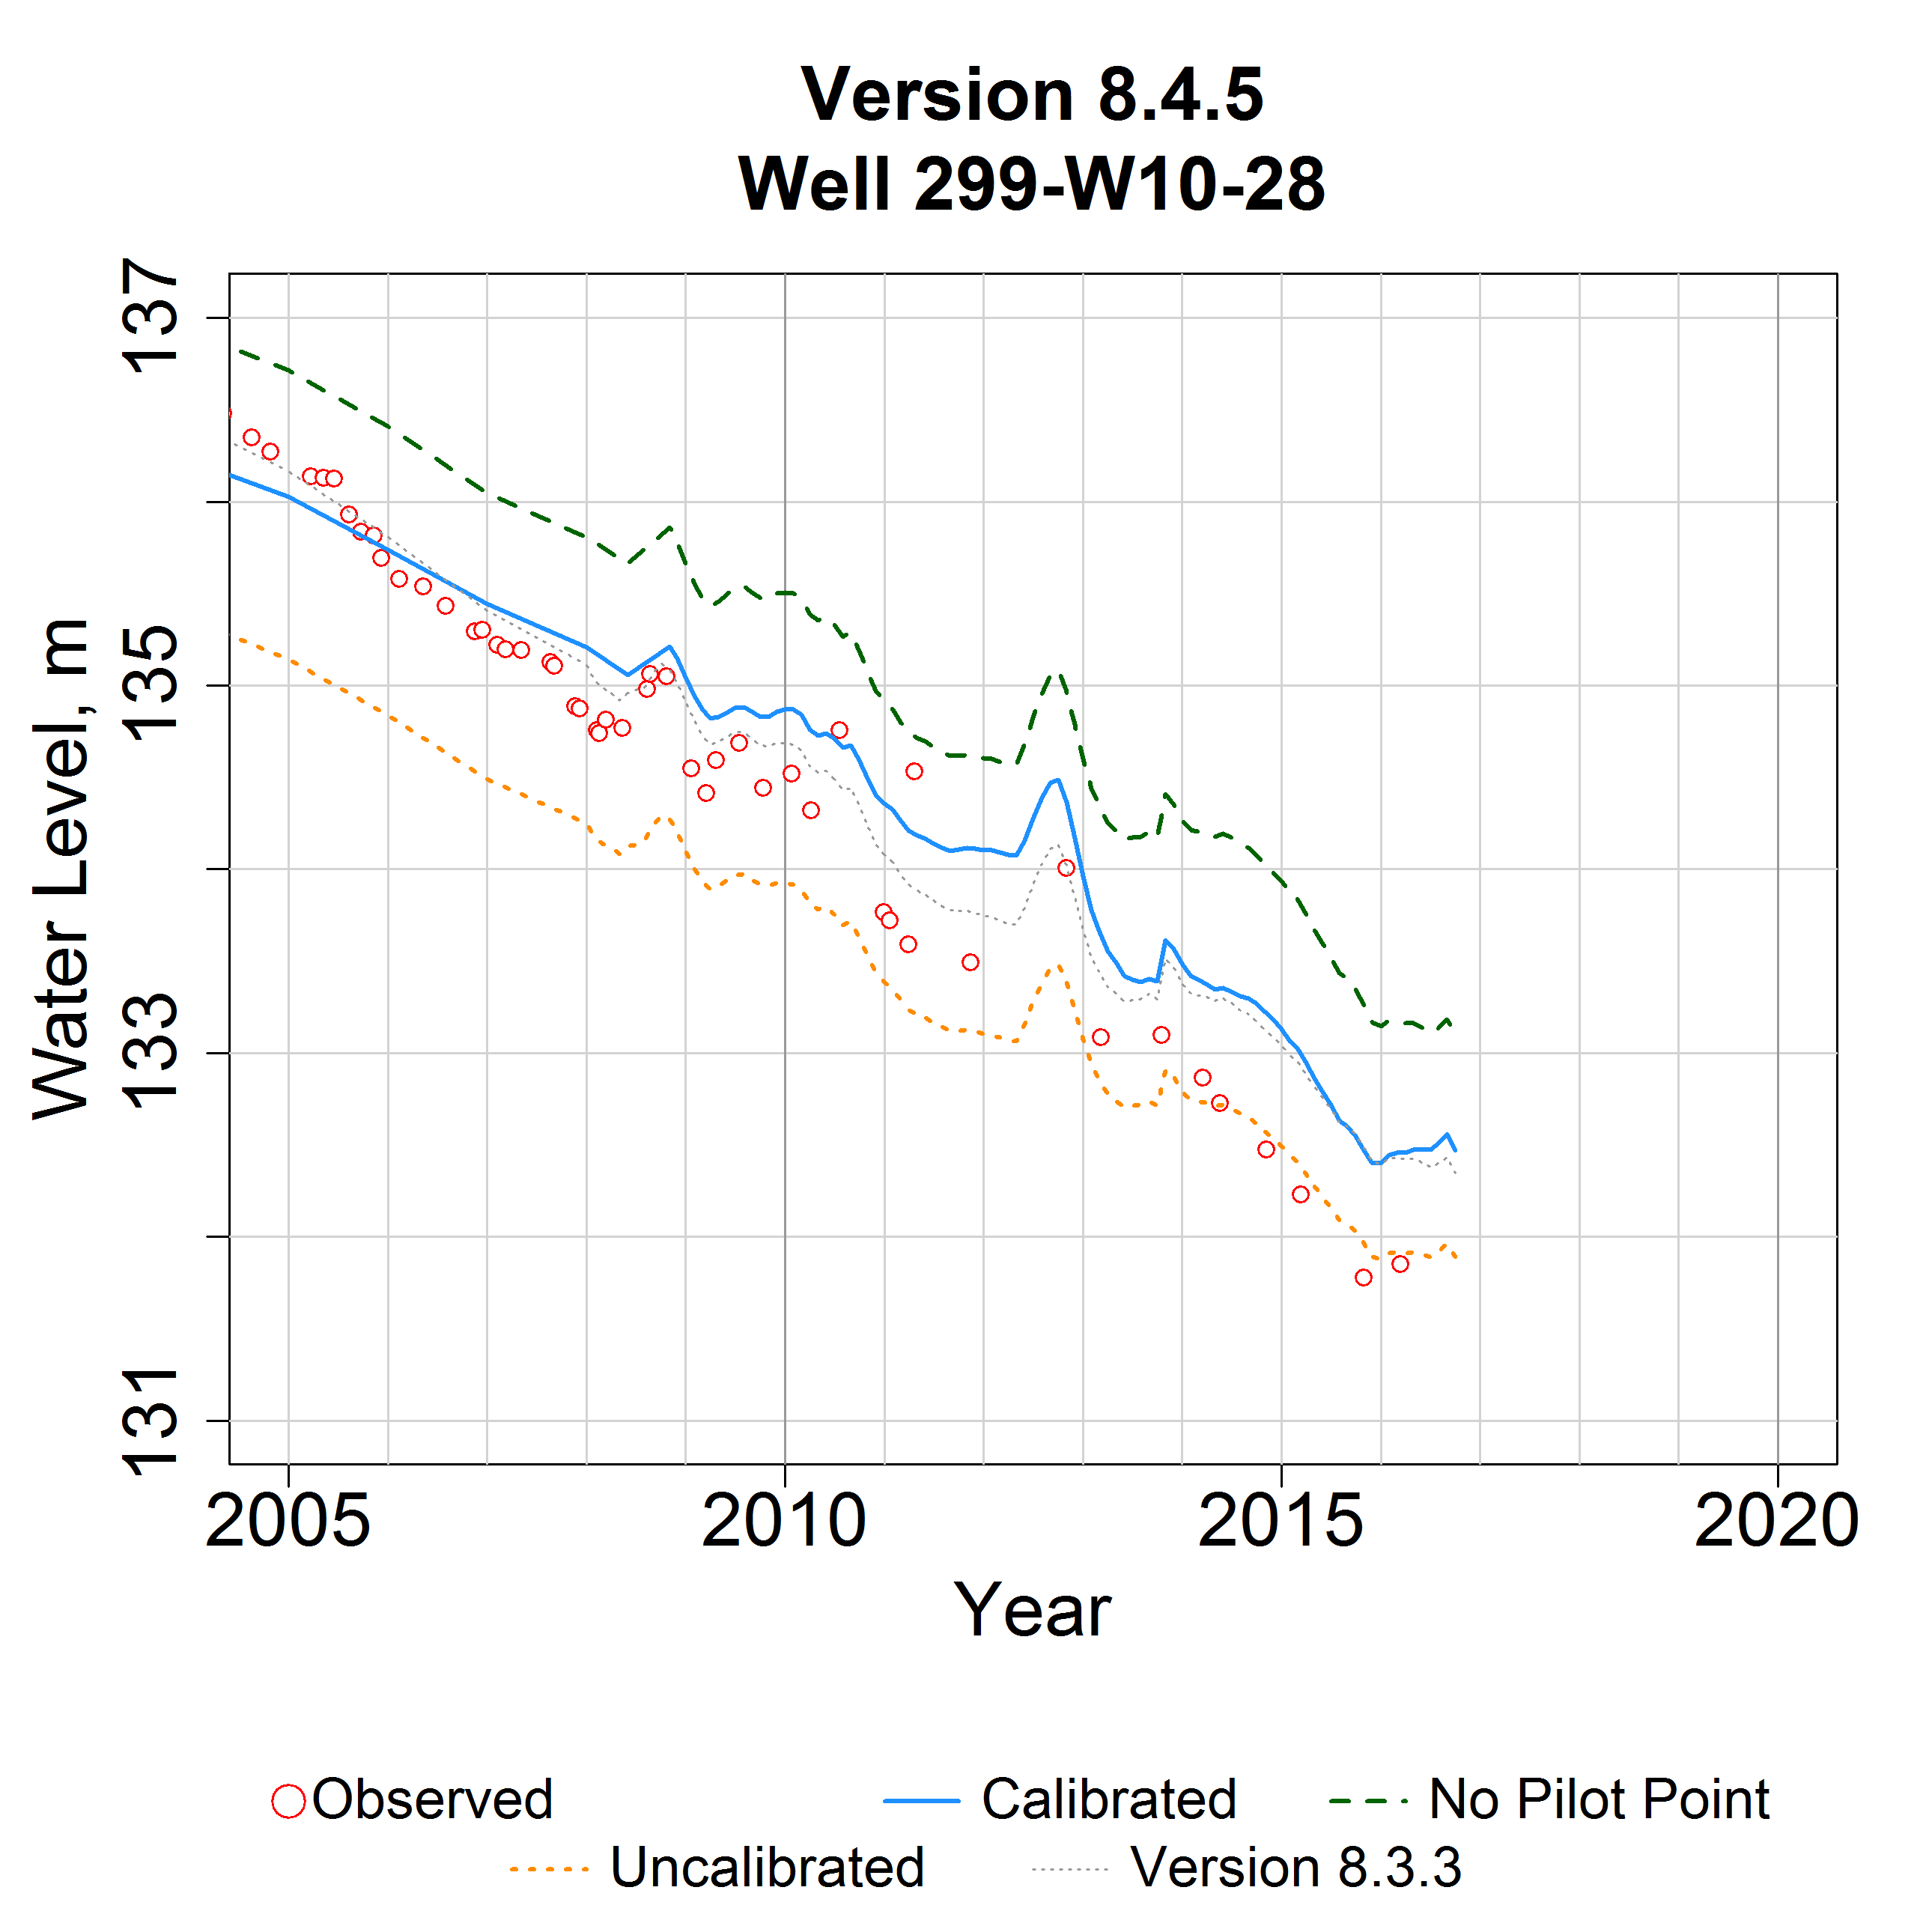 Version 8.4.5
Well 299-W10-28
Water Level, m
137
135
133
131
2005 2010 2015 2020
Year
Observed Calibrated No Pilot Point
Uncalibrated Version 8.3.3